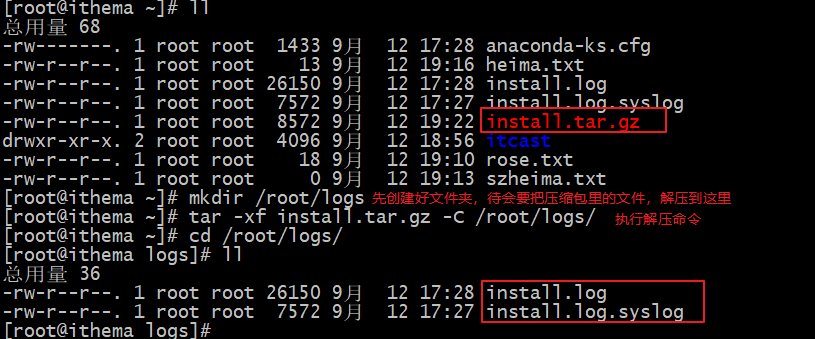 [root@ithema ~]# ll
总用量 68
-rw-------. 1 root root  1433 9月  12 17:28 anaconda-ks.cfg
-rw-r--r--. 1 root root    13 9月  12 19:16 heima.txt
-rw-r--r--. 1 root root 26150 9月  12 17:28 install.log
-rw-r--r--. 1 root root  7572 9月  12 17:27 install.log.syslog
-rw-r--r--. 1 root root  8572 9月  12 19:22 install.tar.gz
drwxr-xr-x. 2 root root  4096 9月  12 18:56 itcast
-rw-r--r--. 1 root root    18 9月  12 19:10 rose.txt
-rw-r--r--. 1 root root     0 9月  12 19:13 szheima.txt
[root@ithema ~]# mkdir /root/logs 先创建好文件夹，待会要把压缩包里的文件，解压到这里
[root@ithema ~]# tar -xf install.tar.gz -C /root/logs/ 执行解压命令
[root@ithema ~]# cd /root/logs/
[root@ithema logs]# ll
总用量 36
-rw-r--r--. 1 root root 26150 9月  12 17:28 install.log
-rw-r--r--. 1 root root  7572 9月  12 17:27 install.log.syslog
[root@ithema logs]#